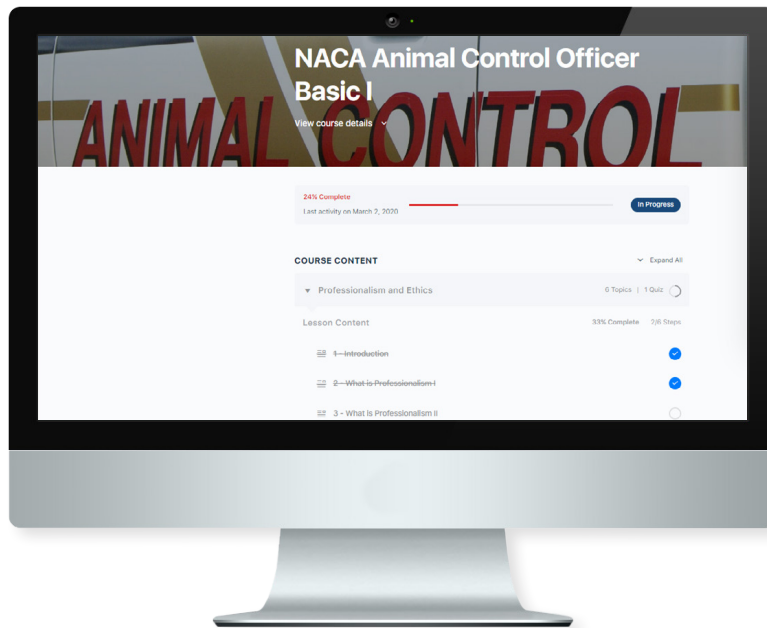 NACA Animal Control Officer
Basic I
View course details
ANIMAL CONTROL
24% Complete
Last activity on March 2, 2020
In Progress
COURSE CONTENT
Expand All
Professionalism and Ethics
6 Topics | 1 Quiz
Lesson Content
33% Complete 2/6 Steps
1 - Introduction
2 - What is Professionalism I
3 - What is Professionalism II